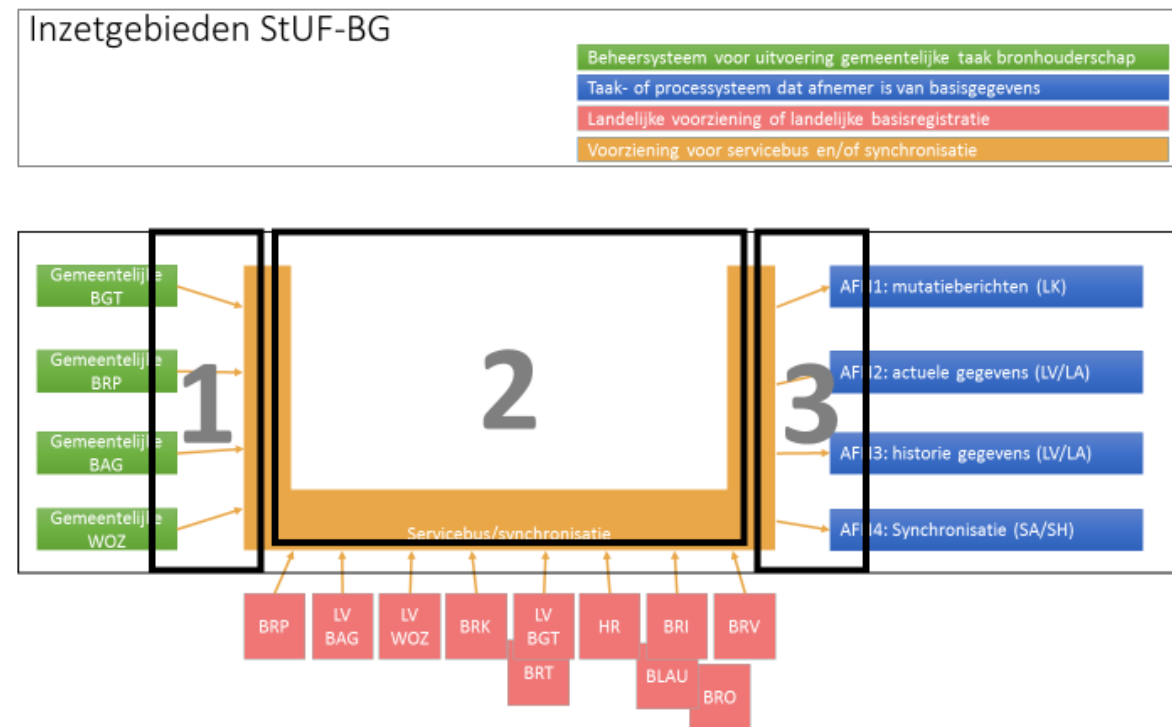 Inzetgebieden StUF-BG
Beheersysteem voor uitvoering gemeentelijke taak bronhouderschap
Taak- of processysteem dat afnemer is van basisgegevens
Landelijke voorziening of landelijke basisregistratie
Voorziening voor servicebus en/of synchronisatie
Gemeentelijke
BGT
Gemeentelijke
BRP
Gemeentelijke
BAG
Gemeentelijke
WOZ
1
2
3
Servicebus/synchronisatie
AFN1: mutatieberichten (LK)
AFN2: actuele gegevens (LV/LA)
AFN3: historie gegevens (LV/LA)
AFN4: Synchronisatie (SA/SH)
BRP
LV
BAG
LV
WOZ
BRK
LV
BGT
HR
BRI
BRV
BRT
BLAU
BRO